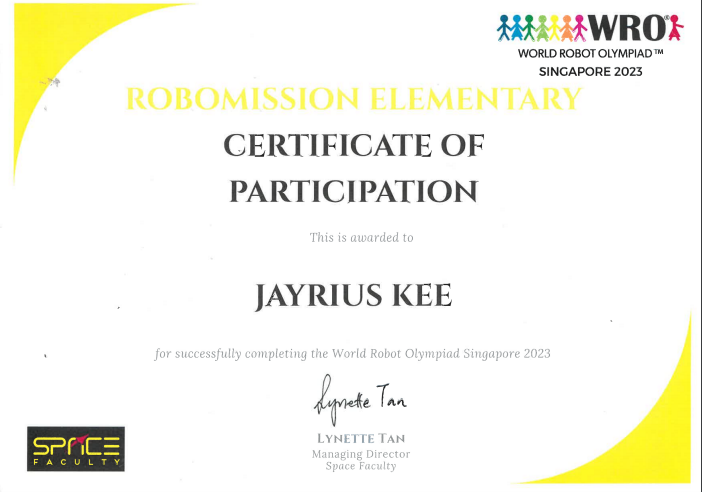 WRO®
WORLD ROBOT OLYMPIAD™
SINGAPORE 2023
ROBOMISSION ELEMENTARY
CERTIFICATE OF
PARTICIPATION
This is awarded to
JAYRIUS KEE
for successfully completing the World Robot Olympiad Singapore 2023
Lynette Tan
LYNETTE TAN
Managing Director
Space Faculty
SPACE
FACULTY